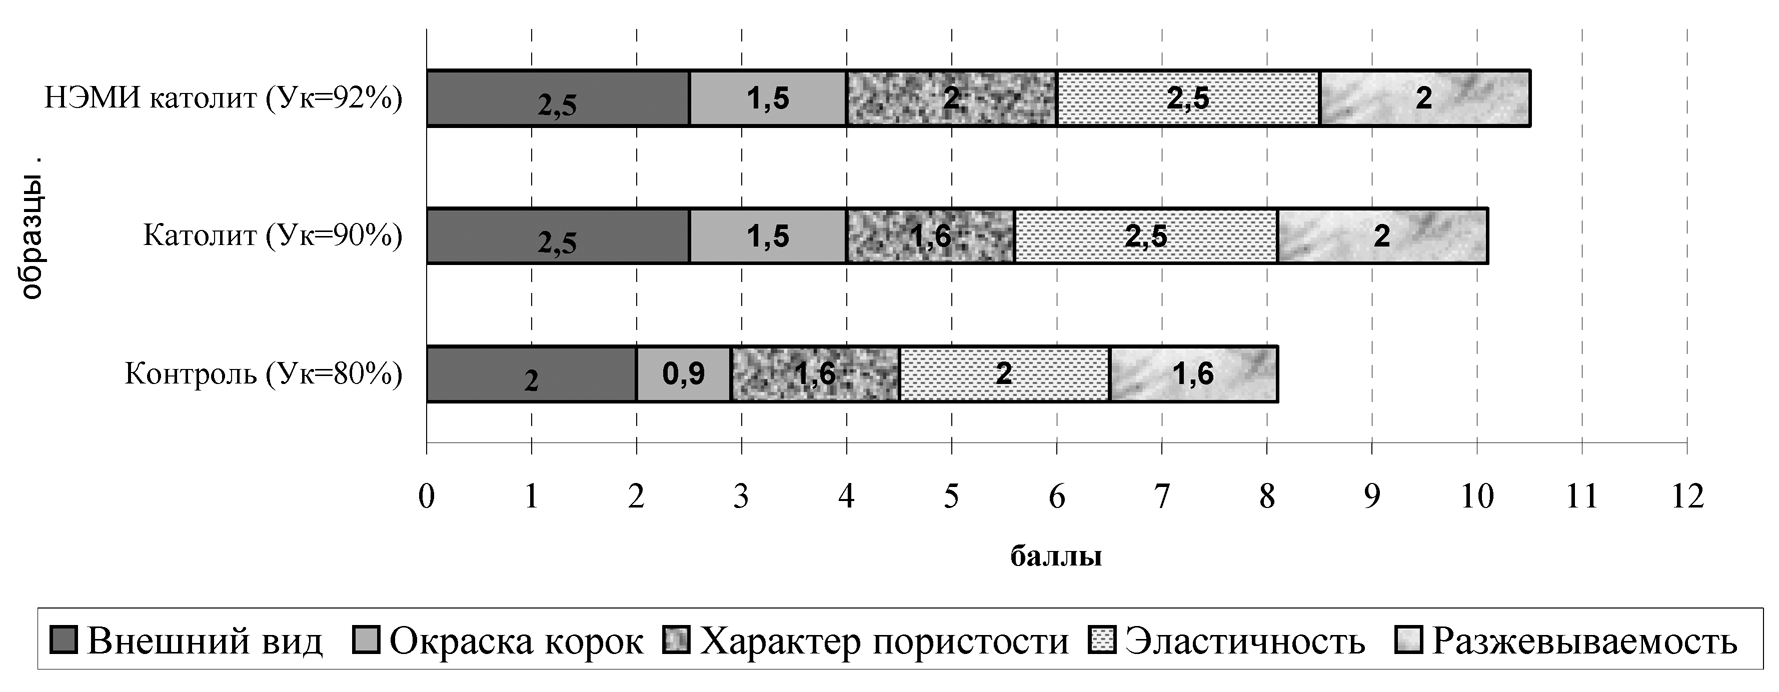 НЭМИ католит (Ук=92%)
2,5 1,5 2 2,5 2
образцы .
Католит (Ук=90%)
2,5 1,5 1,6 2,5 2
Контроль (Ук=80%)
2 0,9 1,6 2 1,6
0 1 2 3 4 5 6 7 8 9 10 11 12
баллы
Внешний вид Окраска корок Характер пористости Эластичность Разжевываемость